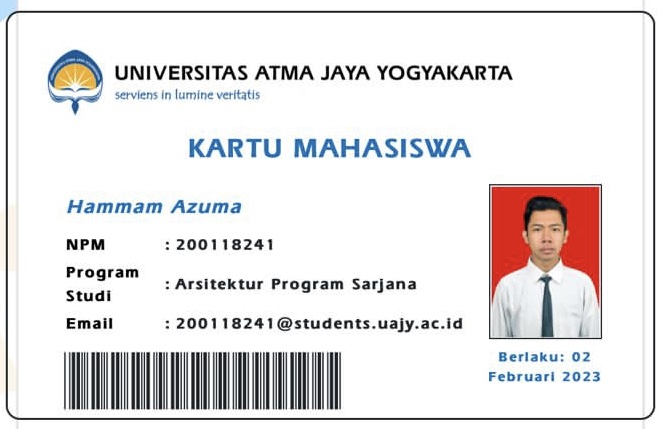 UNIVERSITAS ATMA JAYA YOGYAKARTA
serviens in lumine veritatis
KARTU MAHASISWA
Hammam Azuma
NPM : 200118241
Program Studi : Arsitektur Program Sarjana
Email : 200118241@students.uajy.ac.id
Berlaku: 02
Februari 2023